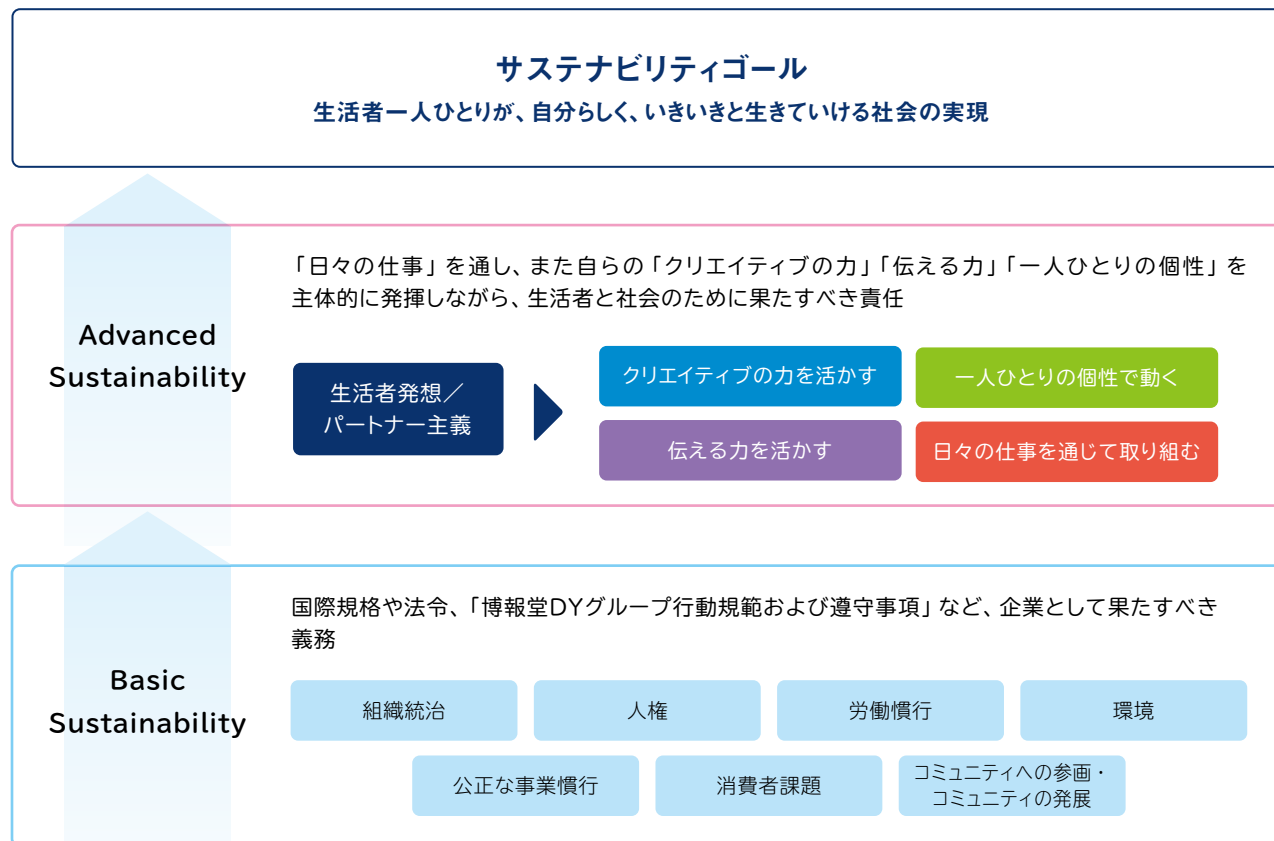 サステナビリティゴール
生活者一人ひとりが、自分らしく、いきいきと生きていける社会の実現
Advanced
Sustainability
「日々の仕事」を通し、また自らの「クリエイティブの力」「伝える力」「一人ひとりの個性」を
主体的に発揮しながら、生活者と社会のために果たすべき責任
生活者発想／
パートナー主義
クリエイティブの力を活かす
一人ひとりの個性で動く
伝える力を活かす
日々の仕事を通じて取り組む
Basic
Sustainability
国際規格や法令、「博報堂DYグループ行動規範および遵守事項」など、企業として果たすべき
義務
組織統治
人権
労働慣行
環境
公正な事業慣行
消費者課題
コミュニティへの参画・
コミュニティの発展